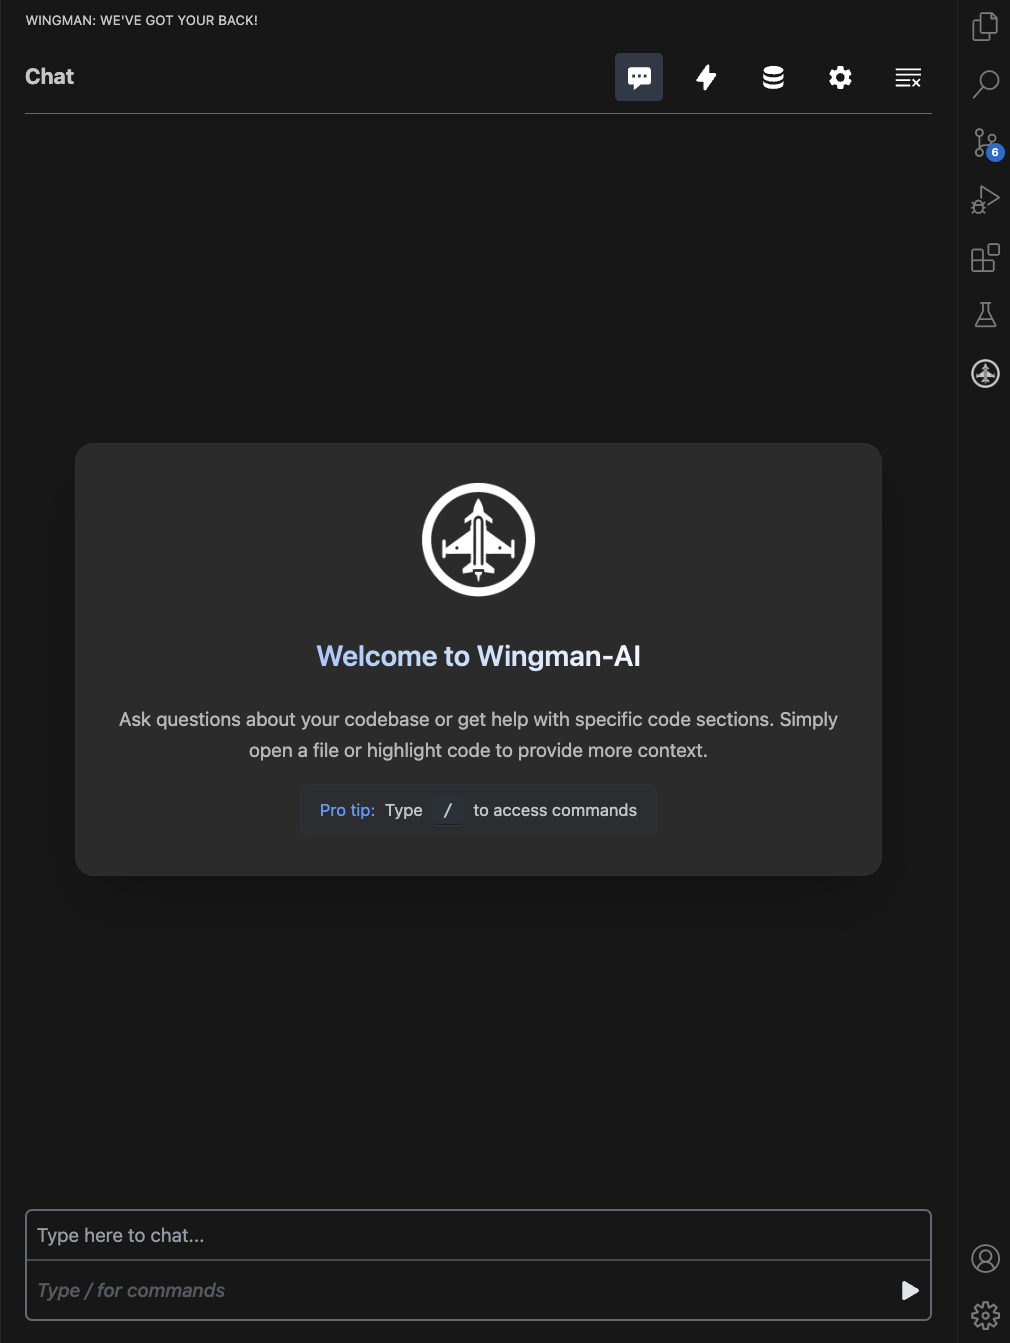 WINGMAN: WE'VE GOT YOUR BACK!
Chat
6
Welcome to Wingman-AI
Ask questions about your codebase or get help with specific code sections. Simply
open a file or highlight code to provide more context.
Pro tip: Type / to access commands
Type here to chat...
Type / for commands